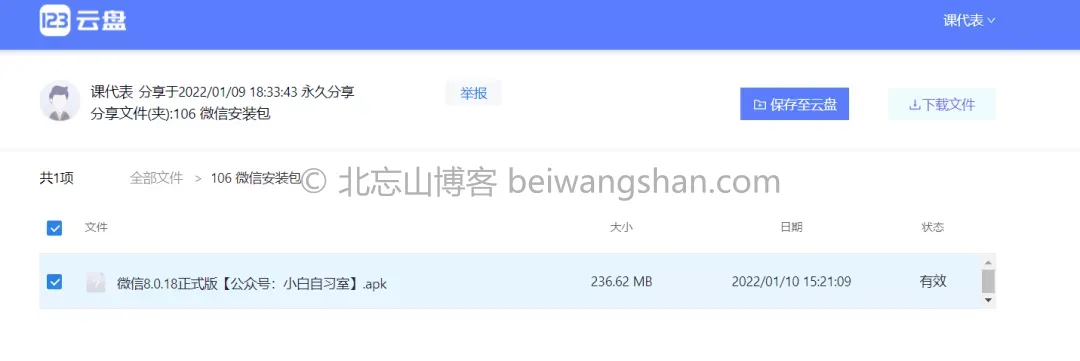 123 云盘
课代表
课代表 分享于2022/01/09 18:33:43 永久分享
举报
分享文件(夹):106 微信安装包
保存至云盘
下载文件
共1项
全部文件 > 106 微信安装包
© 北忘山博客 beiwangshan.com
文件 大小 日期 状态
微信8.0.18正式版【公众号：小白自习室】.apk 236.62 MB 2022/01/10 15:21:09 有效